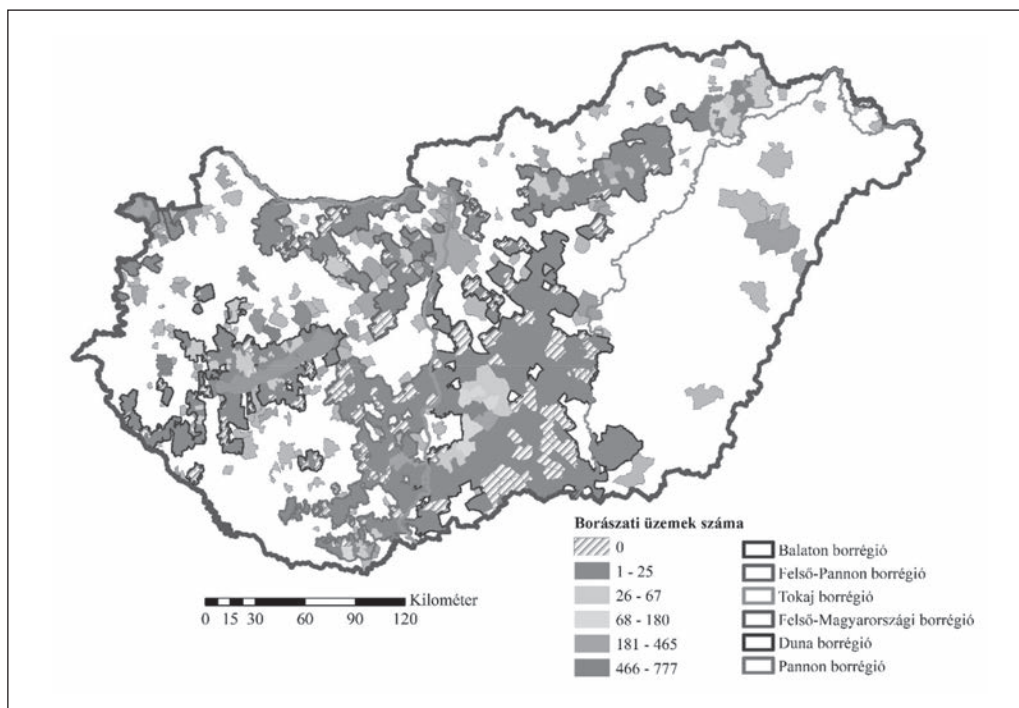 Borászati üzemek száma
0
1 - 25
26 - 67
68 - 180
181 - 465
466 - 777
Balaton borrégió
Felső-Pannon borrégió
Tokaj borrégió
Felső-Magyarországi borrégió
Duna borrégió
Pannon borrégió
Kilométer
0 15 30 60 90 120